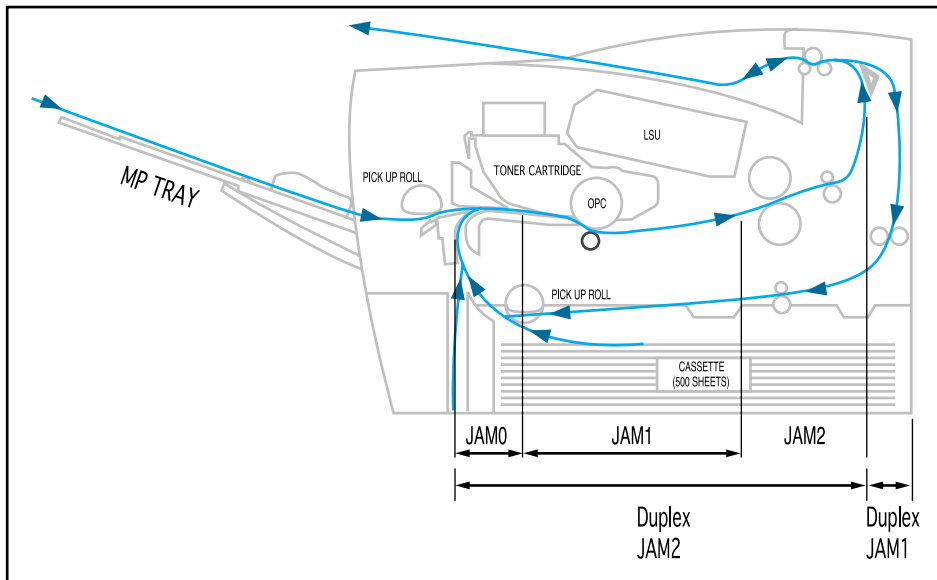 LSU
TONER CARTRIDGE
PICK UP ROLL
MP TRAY
OPC
PICK UP ROLL
CASSETTE
(500 SHEETS)
JAM0
JAM1
JAM2
Duplex
JAM2
Duplex
JAM1